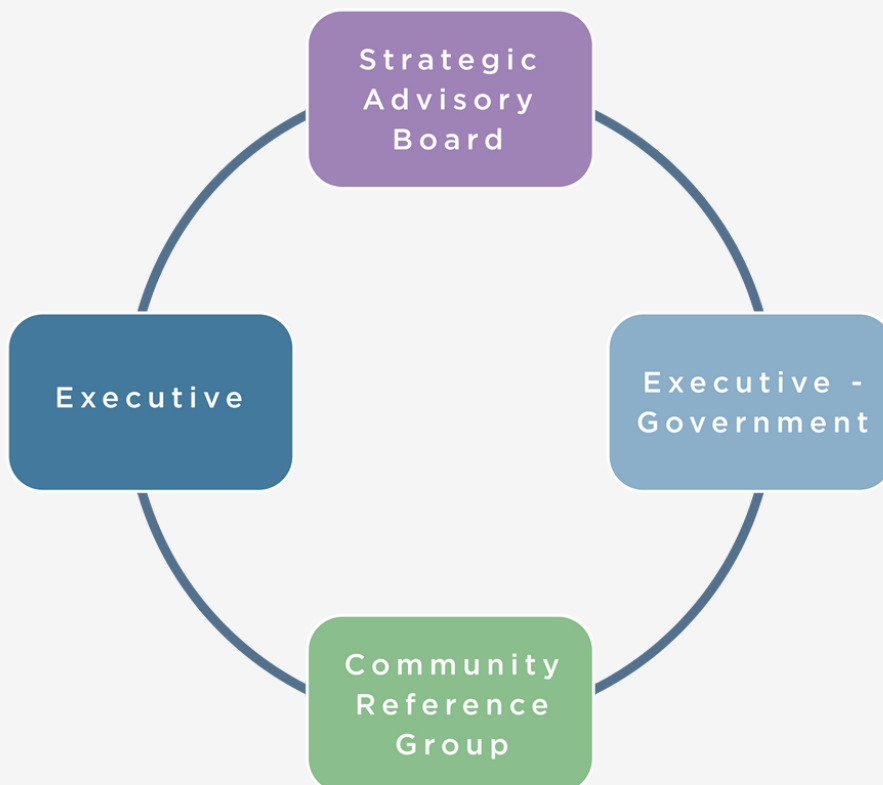 Strategic
Advisory
Board
Executive
Executive -
Government
Community
Reference
Group